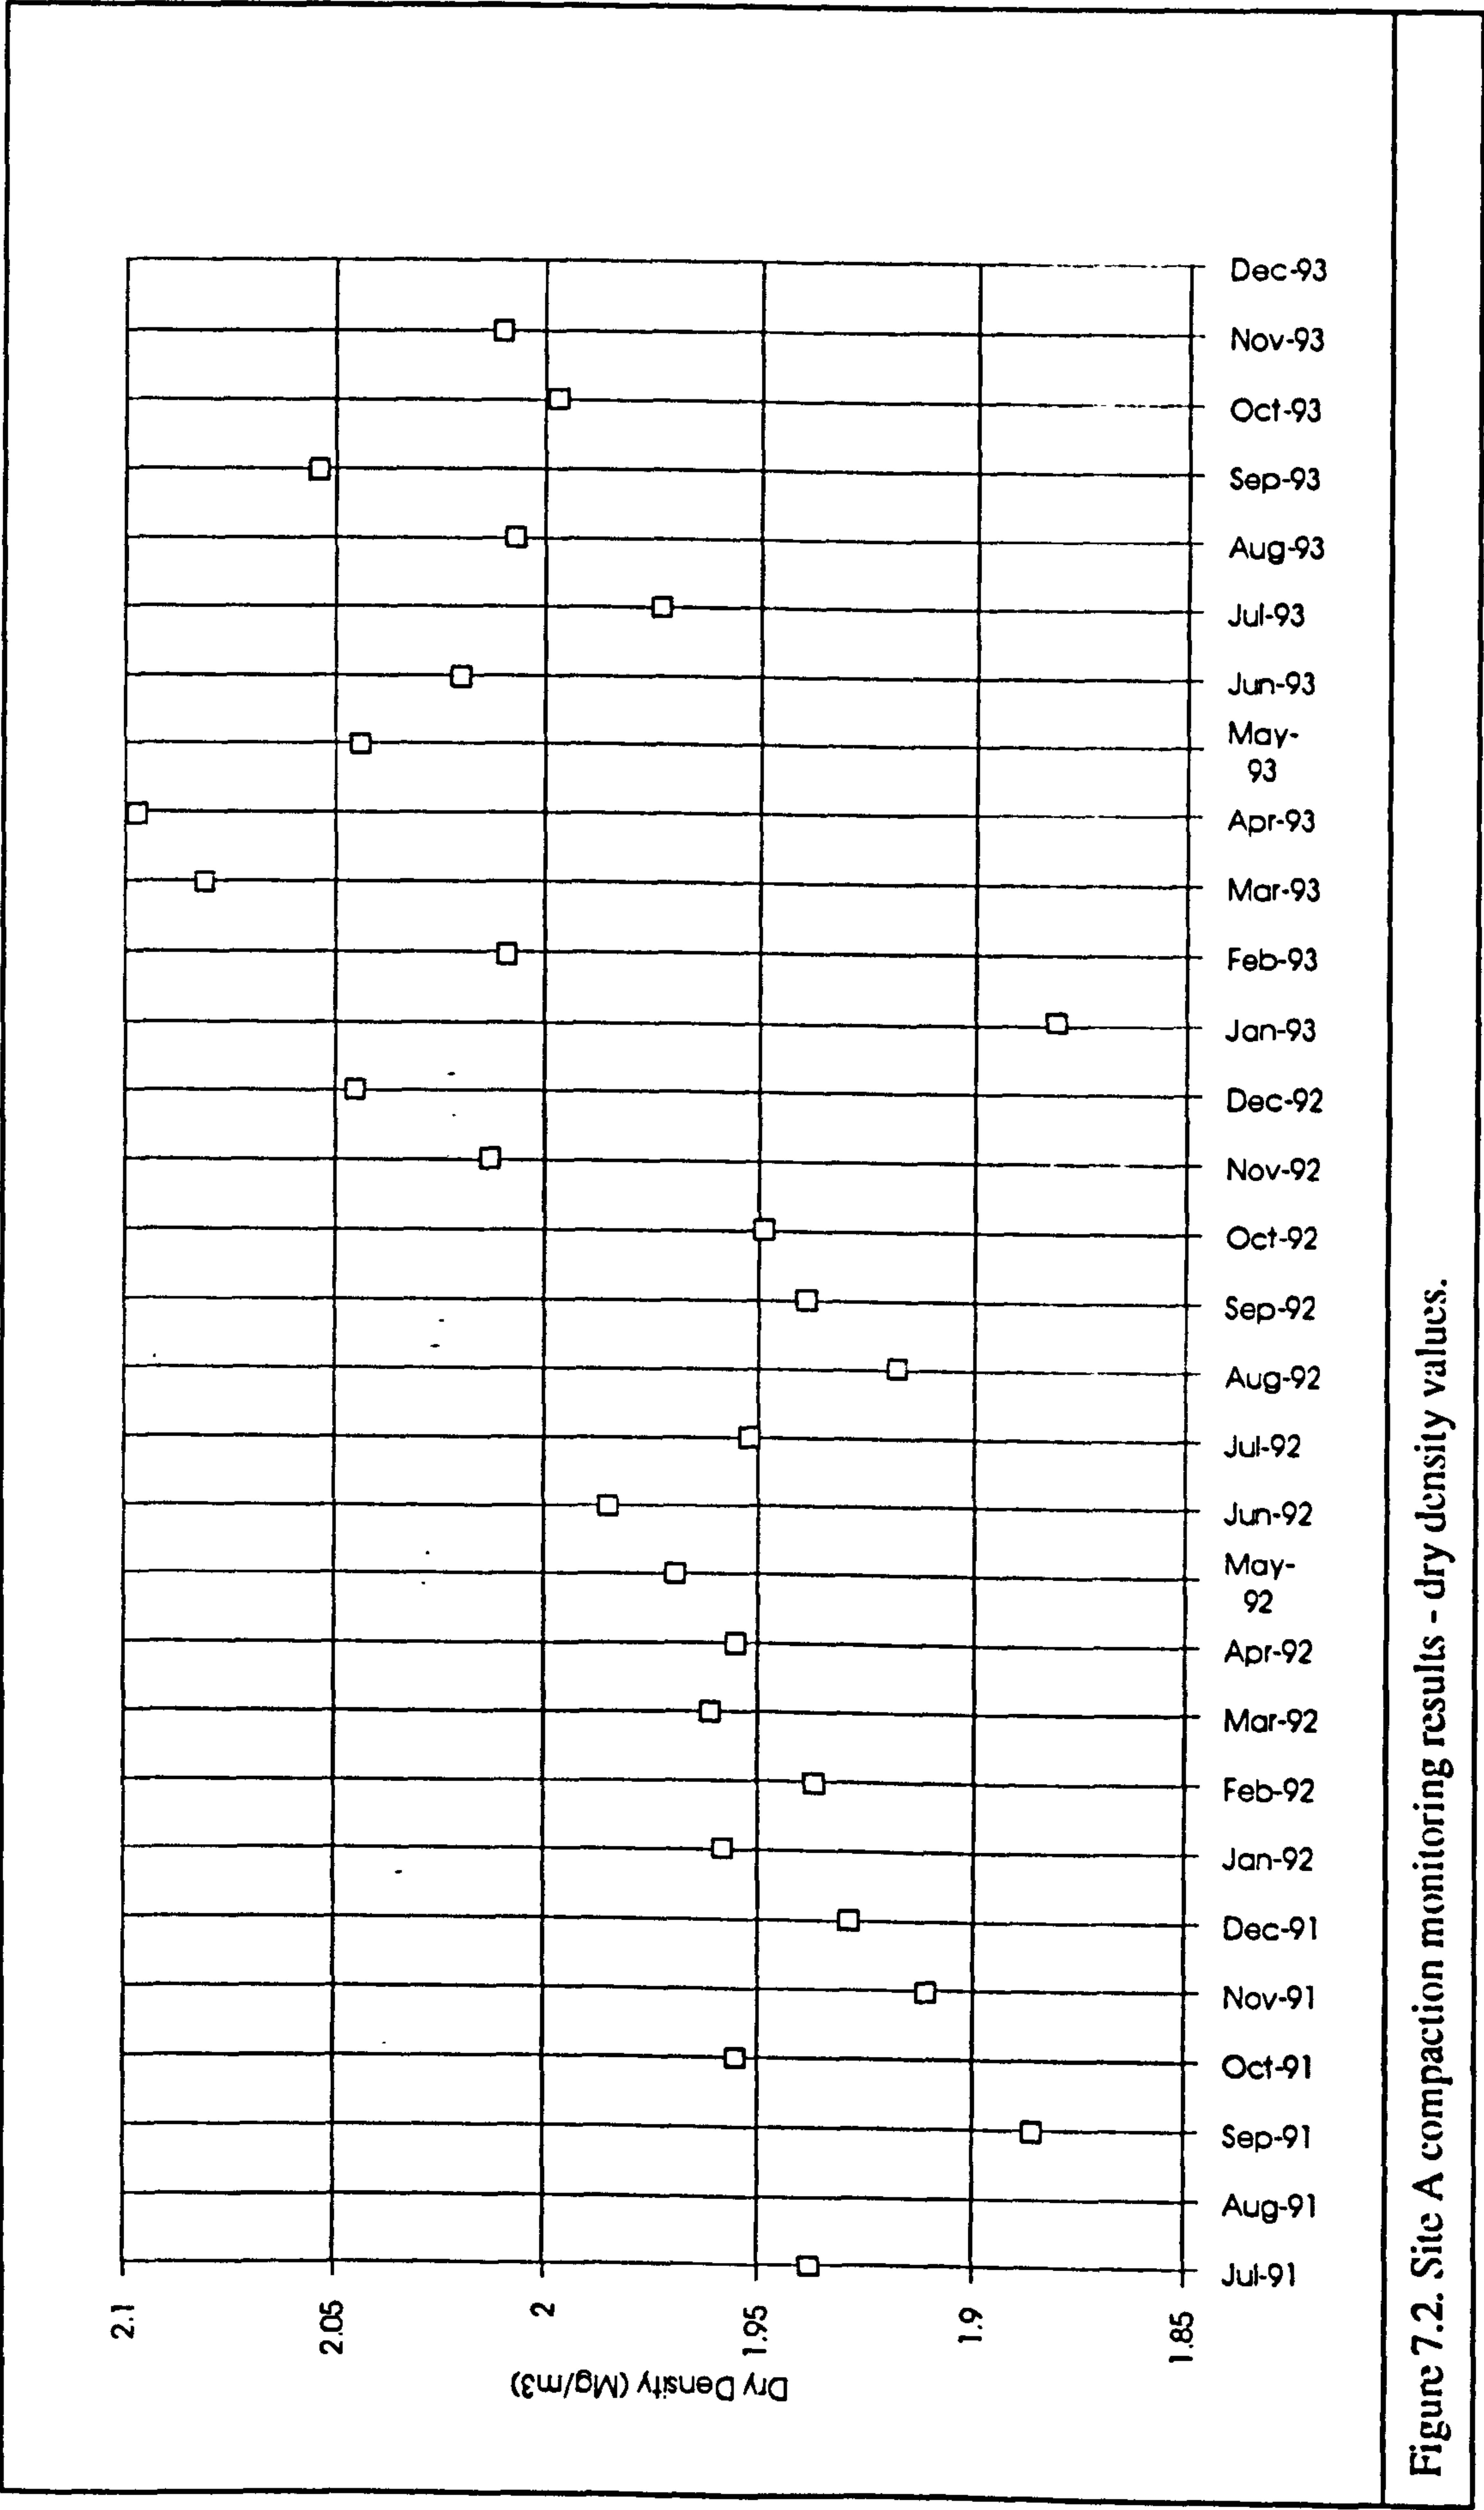 2.1
2.05
2
1.95
1.9
1.85
Dry Density (Mg/m3)
Jul-91
Aug-91
Sep-91
Oct-91
Nov-91
Dec-91
Jan-92
Feb-92
Mar-92
Apr-92
May-
92
Jun-92
Jul-92
Aug-92
Sep-92
Oct-92
Nov-92
Dec-92
Jan-93
Feb-93
Mar-93
Apr-93
May-
93
Jun-93
Jul-93
Aug-93
Sep-93
Oct-93
Nov-93
Dec-93
Figure 7.2. Site A compaction monitoring results - dry density values.